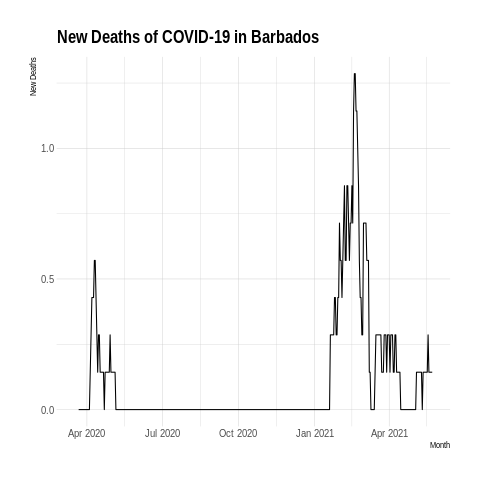 New Deaths of COVID-19 in Barbados
New Deaths
1.0
0.5
0.0
Apr 2020 Jul 2020 Oct 2020 Jan 2021 Apr 2021
Month